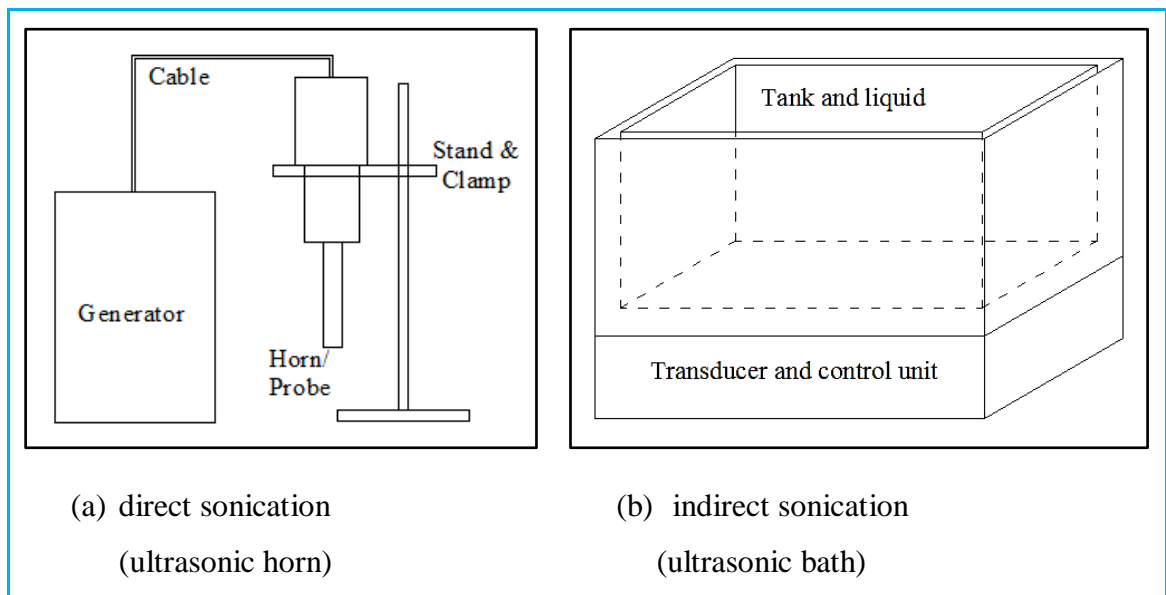 Cable
Stand &
Clamp
Generator
Horn/
Probe
Tank and liquid
Transducer and control unit
(a) direct sonication
(ultrasonic horn)
(b) indirect sonication
(ultrasonic bath)